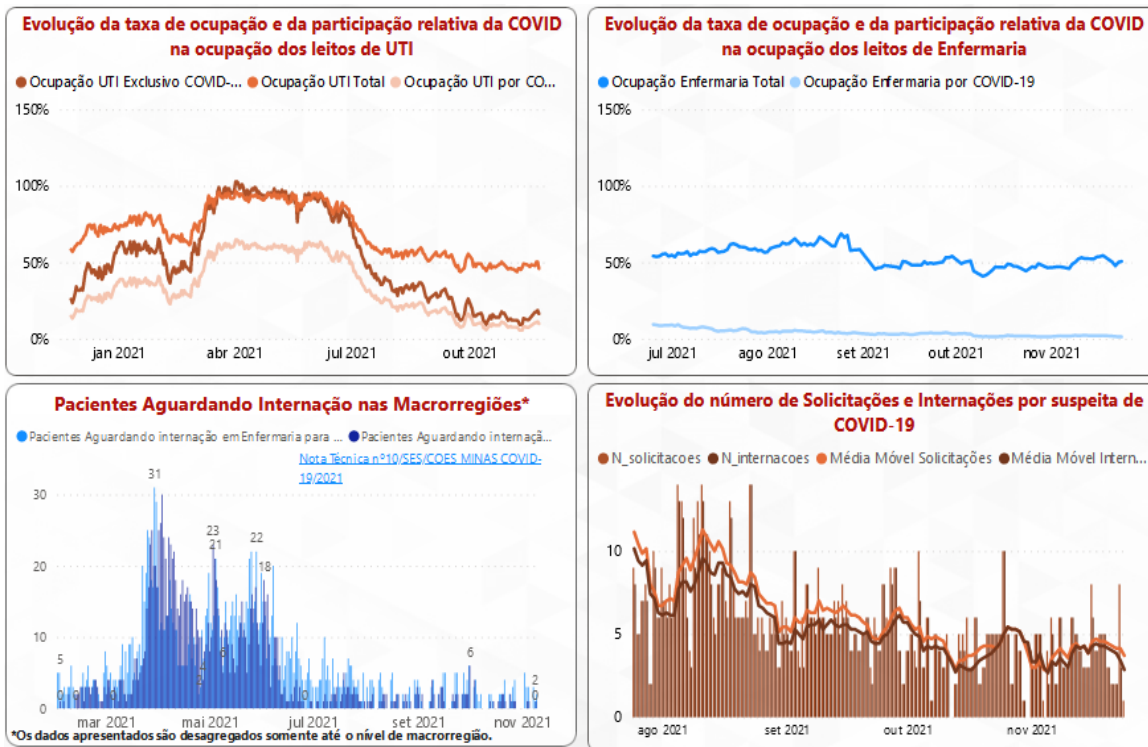 Evolução da taxa de ocupação e da participação relativa da COVID
na ocupação dos leitos de UTI
Ocupação UTI Exclusivo COVID-... Ocupação UTI Total Ocupação UTI por CO...
150%
100%
50%
0%
jan 2021 abr 2021 jul 2021 out 2021
Evolução da taxa de ocupação e da participação relativa da COVID
na ocupação dos leitos de Enfermaria
Ocupação Enfermaria Total Ocupação Enfermaria por COVID-19
150%
100%
50%
0%
jul 2021 ago 2021 set 2021 out 2021 nov 2021
Pacientes Aguardando Internação nas Macrorregiões*
Pacientes Aguardando internação em Enfermaria para ... Pacientes Aguardando internaçã...
Nota Técnica nº10/SES/COES MINAS COVID-
19/2021
30
20
10
0
31
23
21
22
18
5
0
0
6
0
6
2
0
mar 2021 mai 2021 jul 2021 set 2021 nov 2021
*Os dados apresentados são desagregados somente até o nível de macrorregião.
Evolução do número de Solicitações e Internações por suspeita de
COVID-19
N_solicitacoes N_internacoes Média Móvel Solicitações Média Móvel Intern...
10
5
0
ago 2021 set 2021 out 2021 nov 2021